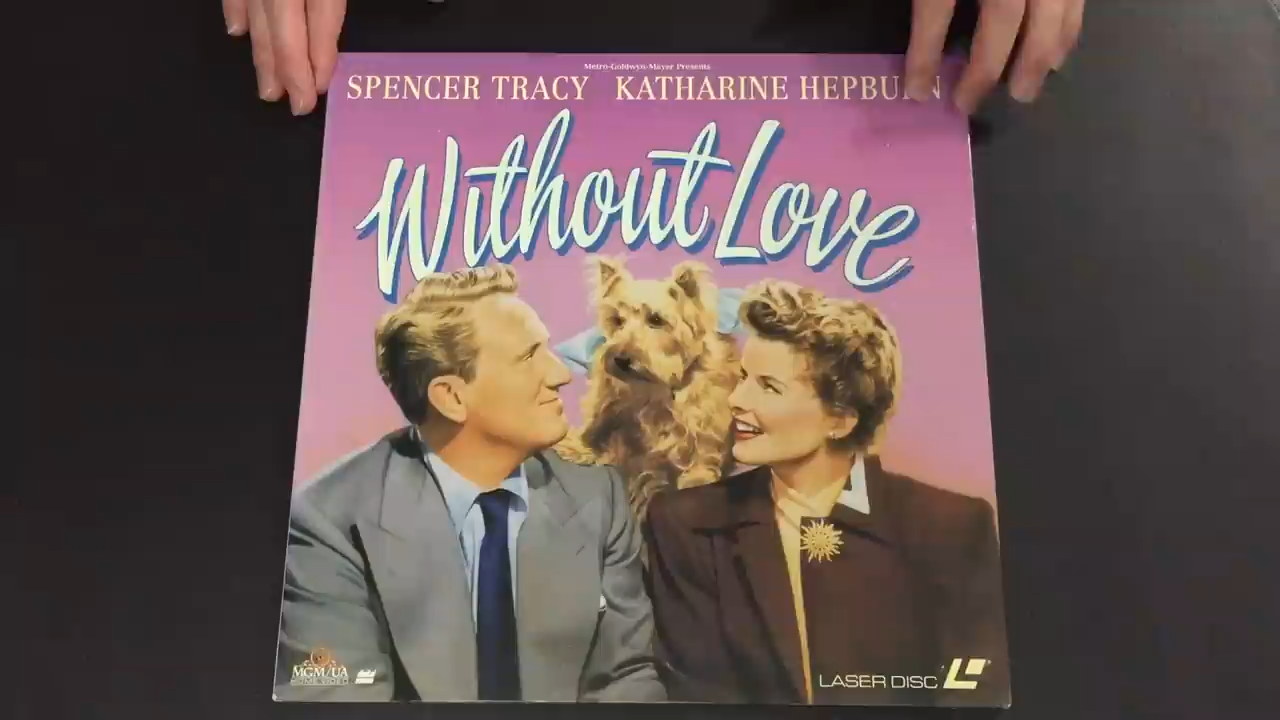 Metro-Goldwyn-Mayer Presents
SPENCER TRACY KATHARINE HEPBURN
Without Love
MGM/UA
HOME VIDEO
LASER DISC